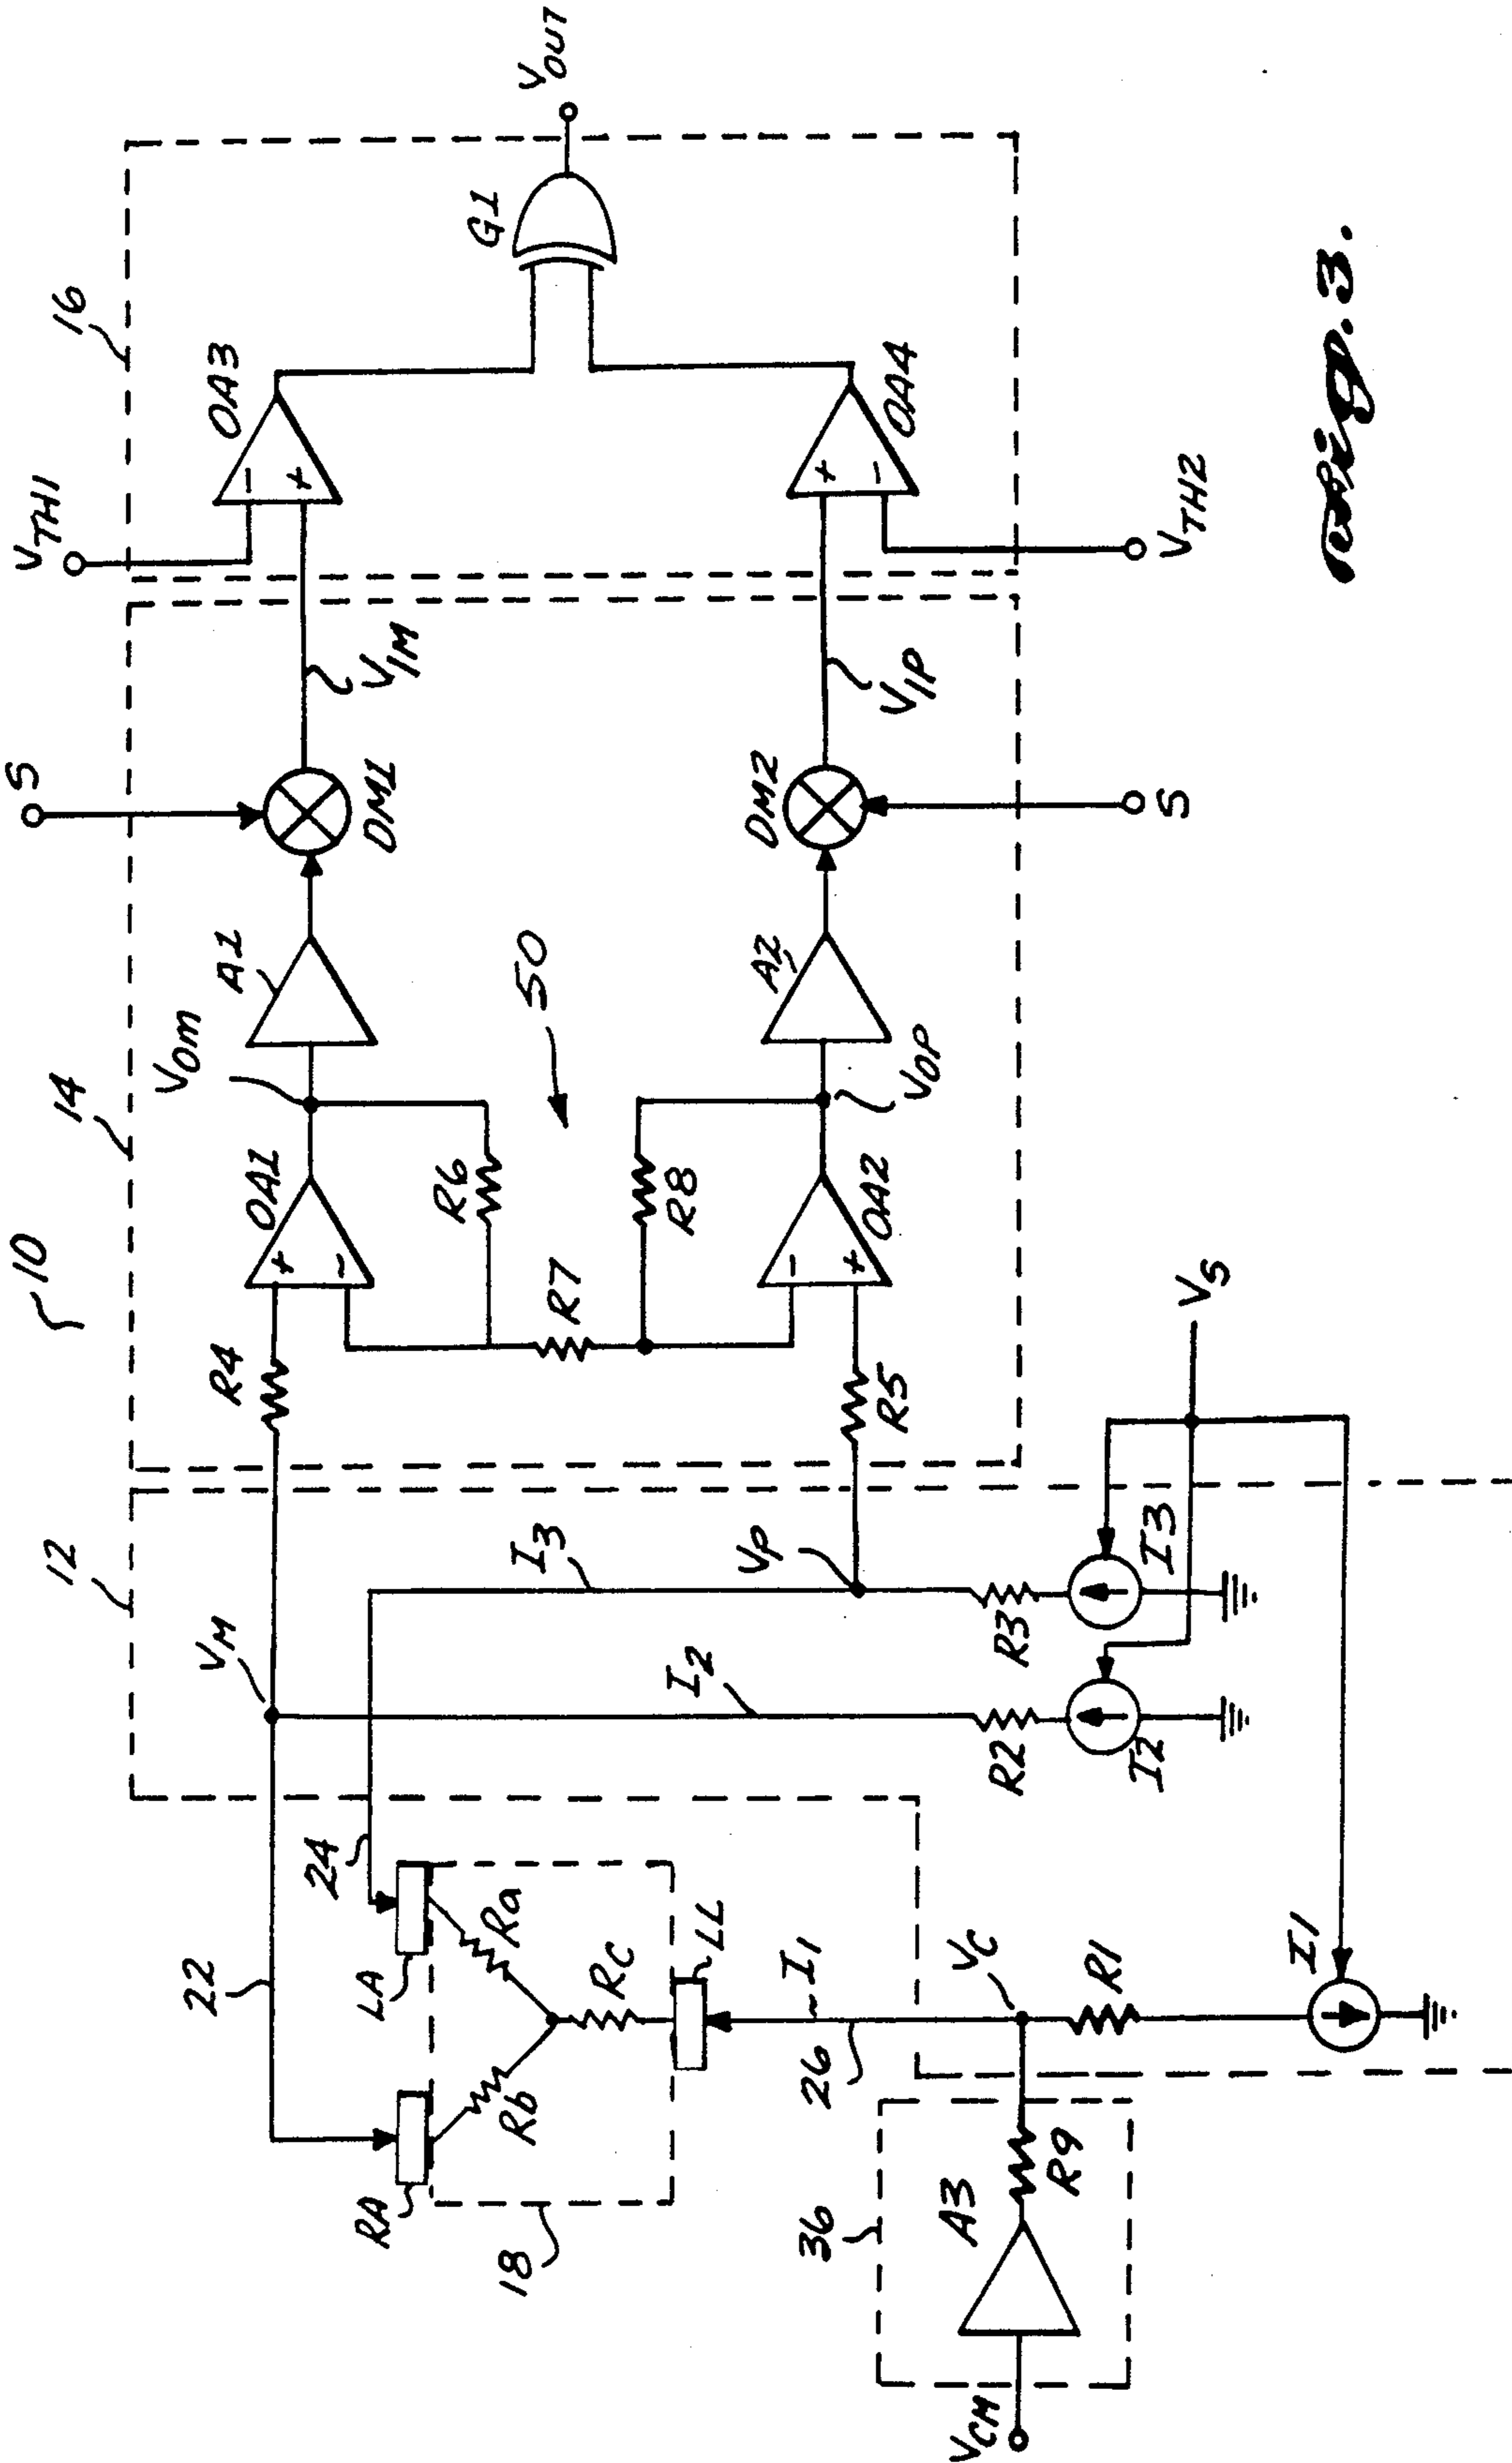 10
12
14
16
S
VTH1
VM
R4
OA1
VOM
A1
DM1
V1M
OA3
22
24
I3
R6
50
G1
VOUT
RA
LA
Rb
Ra
RC
LL
18
I2
R7
R8
VP
R5
OA2
VOP
A2
DM2
V1P
OA4
36
VCM
A3
R9
26
I1
VC
R1
R2
R3
I2
I3
I1
VS
S
VTH2
Fig. 3.